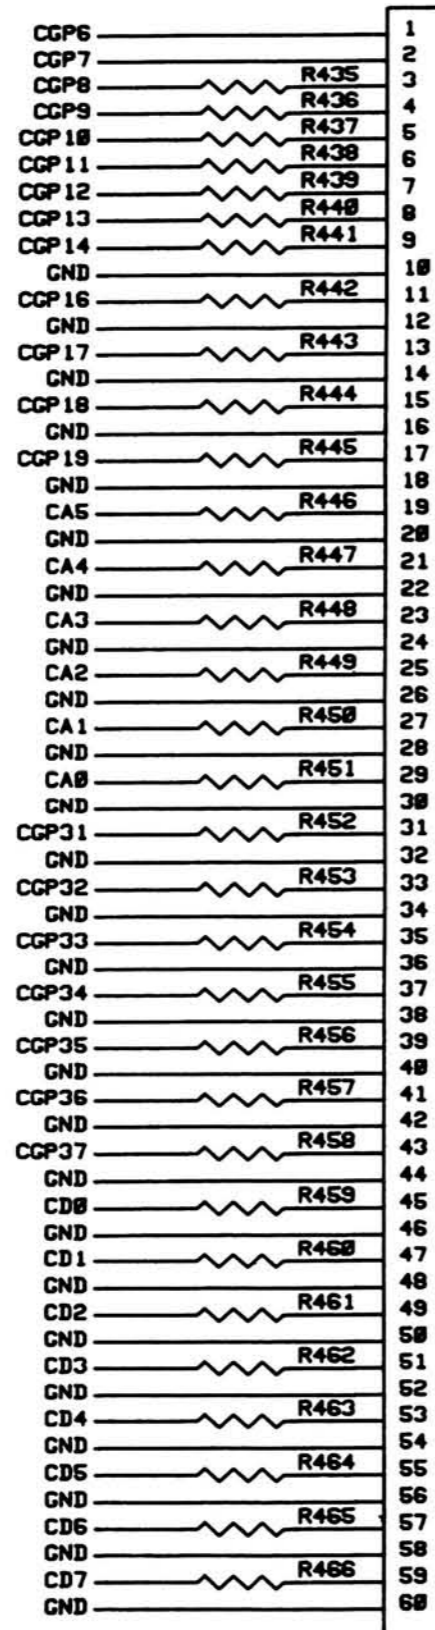 CGP6 1
CGP7 2
CGP8 R435 3
CGP9 R436 4
CGP10 R437 5
CGP11 R438 6
CGP12 R439 7
CGP13 R440 8
CGP14 R441 9
GND 10
CGP16 R442 11
GND 12
CGP17 R443 13
GND 14
CGP18 R444 15
GND 16
CGP19 R445 17
GND 18
CA5 R446 19
GND 20
CA4 R447 21
GND 22
CA3 R448 23
GND 24
CA2 R449 25
GND 26
CA1 R450 27
GND 28
CA0 R451 29
GND 30
CGP31 R452 31
GND 32
CGP32 R453 33
GND 34
CGP33 R454 35
GND 36
CGP34 R455 37
GND 38
CGP35 R456 39
GND 40
CGP36 R457 41
GND 42
CGP37 R458 43
GND 44
CD0 R459 45
GND 46
CD1 R460 47
GND 48
CD2 R461 49
GND 50
CD3 R462 51
GND 52
CD4 R463 53
GND 54
CD5 R464 55
GND 56
CD6 R465 57
GND 58
CD7 R466 59
GND 60